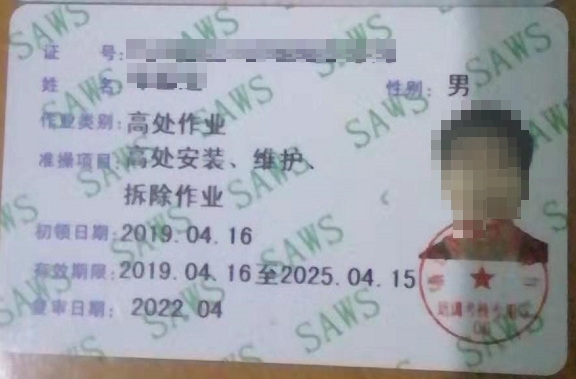 证 号:
姓 名
性别: 男
作业类别: 高处作业
准操项目: 高处安装、维护、
拆除作业
初领日期: 2019.04.16
有效期限: 2019.04.16至2025.04.15
复审日期: 2022.04
SAWS